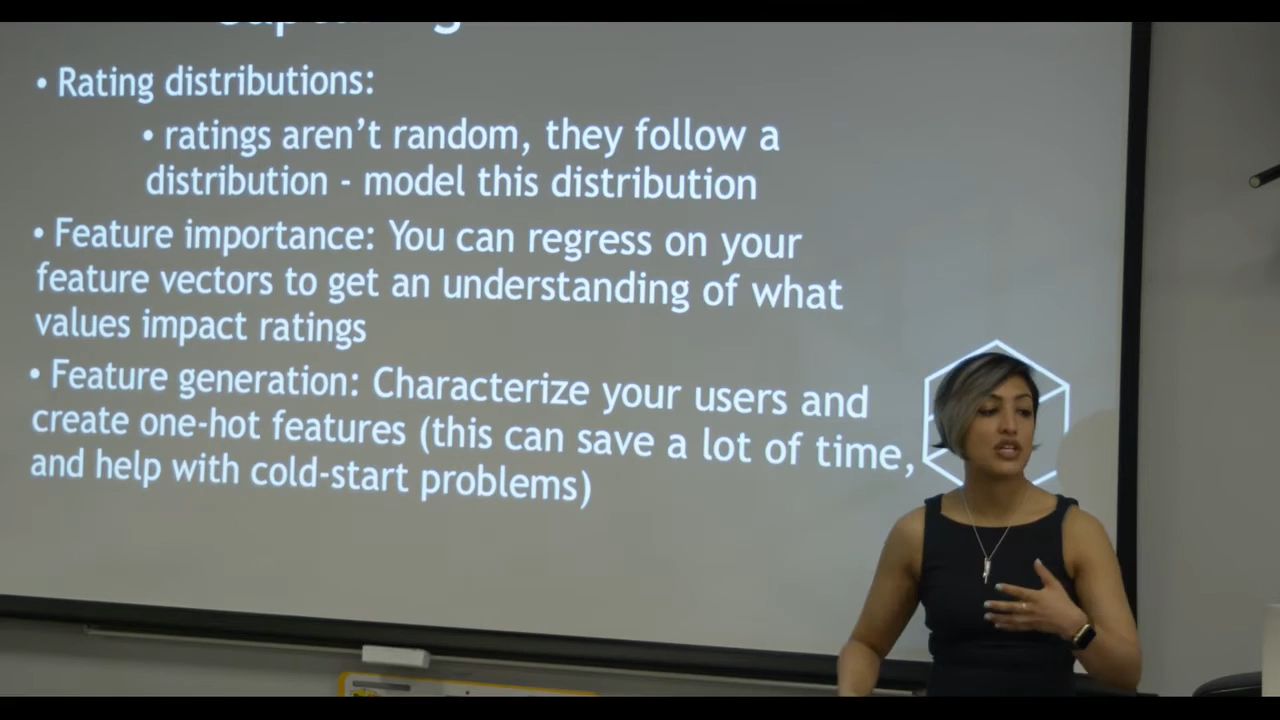 • Rating distributions:
• ratings aren't random, they follow a
distribution - model this distribution
• Feature importance: You can regress on your
feature vectors to get an understanding of what
values impact ratings
• Feature generation: Characterize your users and
create one-hot features (this can save a lot of time,
and help with cold-start problems)